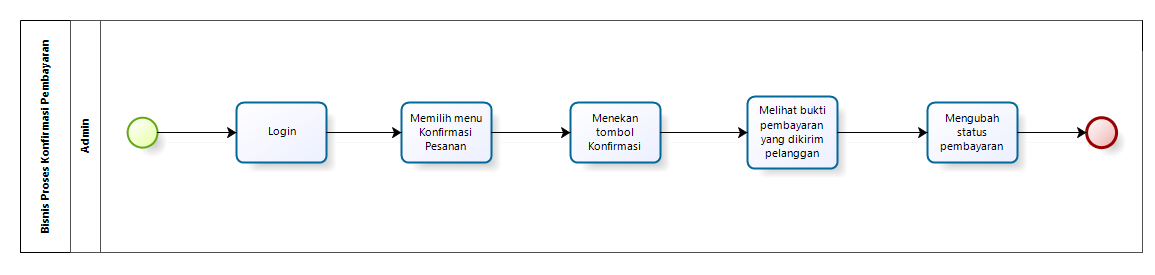 Bisnis Proses Konfirmasi Pembayaran
Admin
Login
Memilih menu
Konfirmasi
Pesanan
Menekan
tombol
Konfirmasi
Melihat bukti
pembayaran
yang dikirim
pelanggan
Mengubah
status
pembayaran